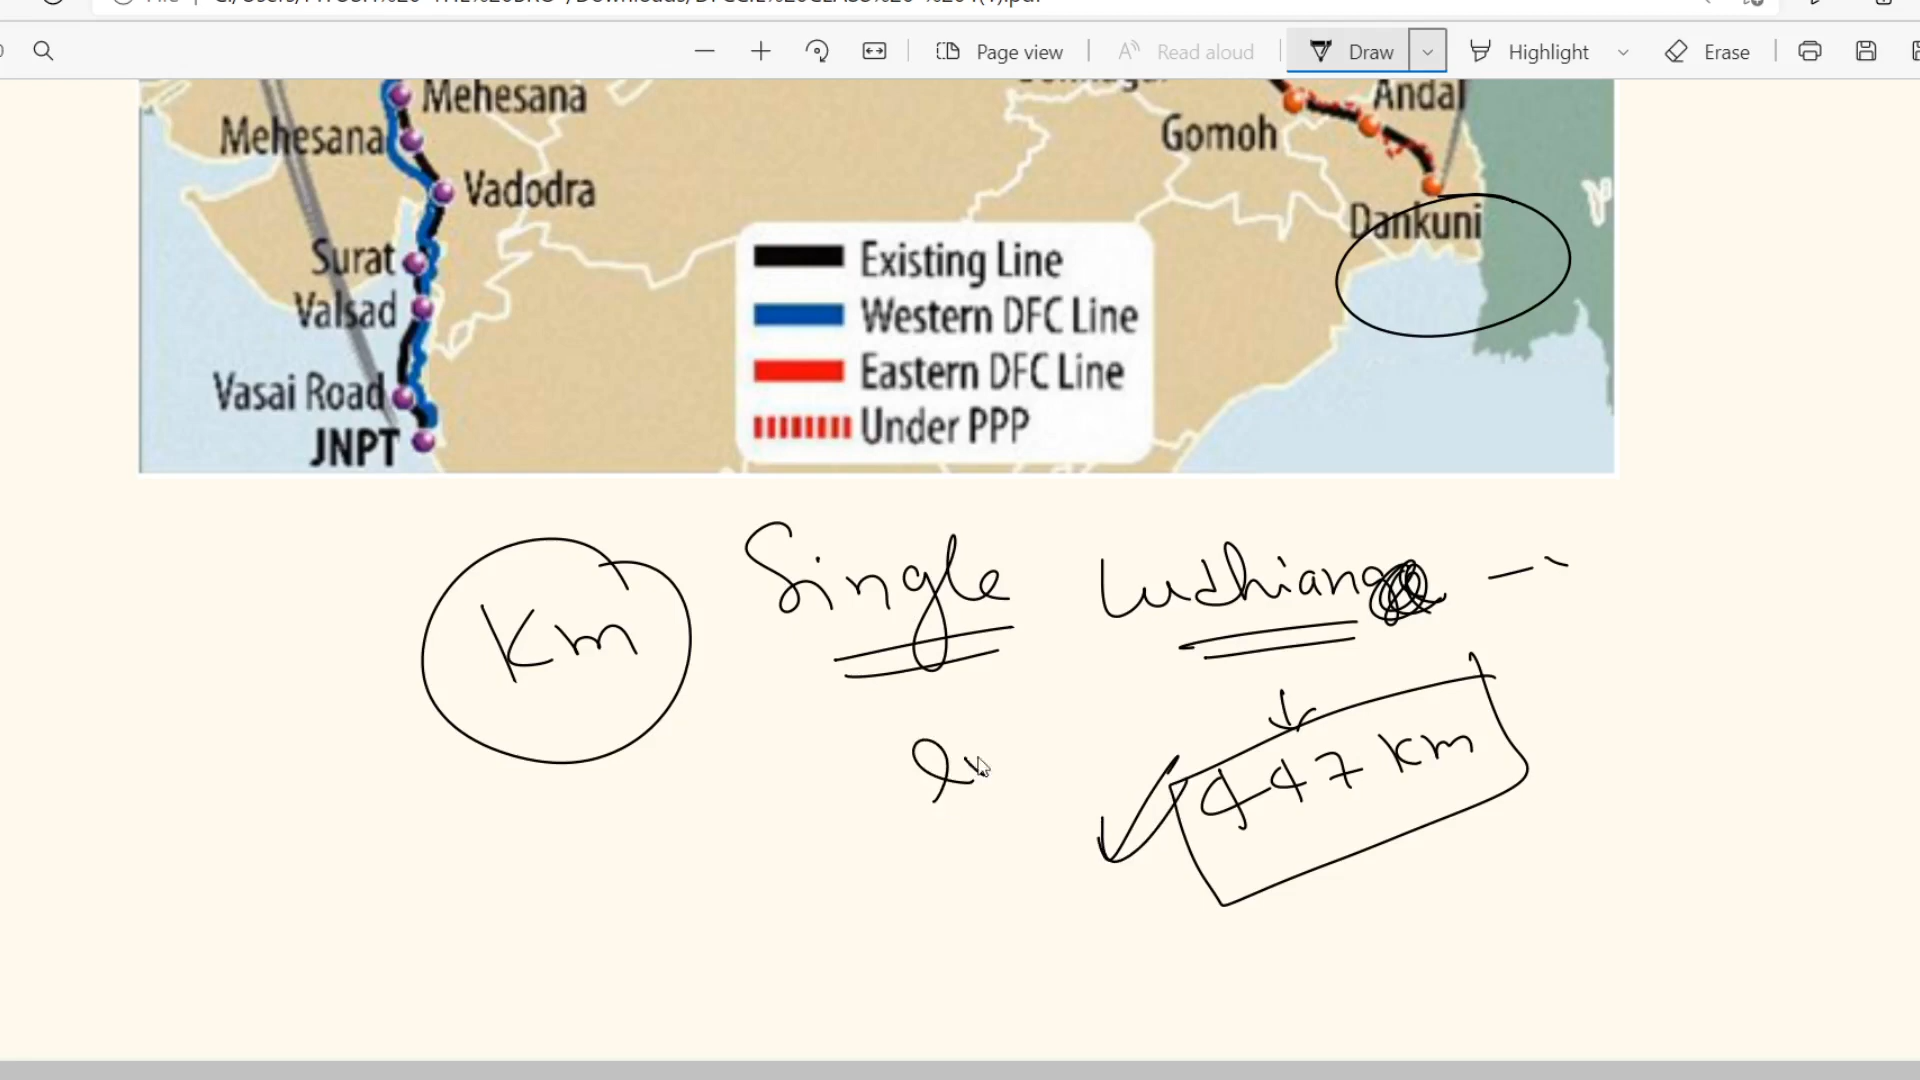 Page view
Read aloud
Draw
Highlight
Erase
Mehesana
Andal
Mehesana
Gomoh
Vadodra
Dankuni
Surat
Existing Line
Valsad
Western DFC Line
Eastern DFC Line
Vasai Road
Under PPP
JNPT
Km Single Ludhiana
447 Km